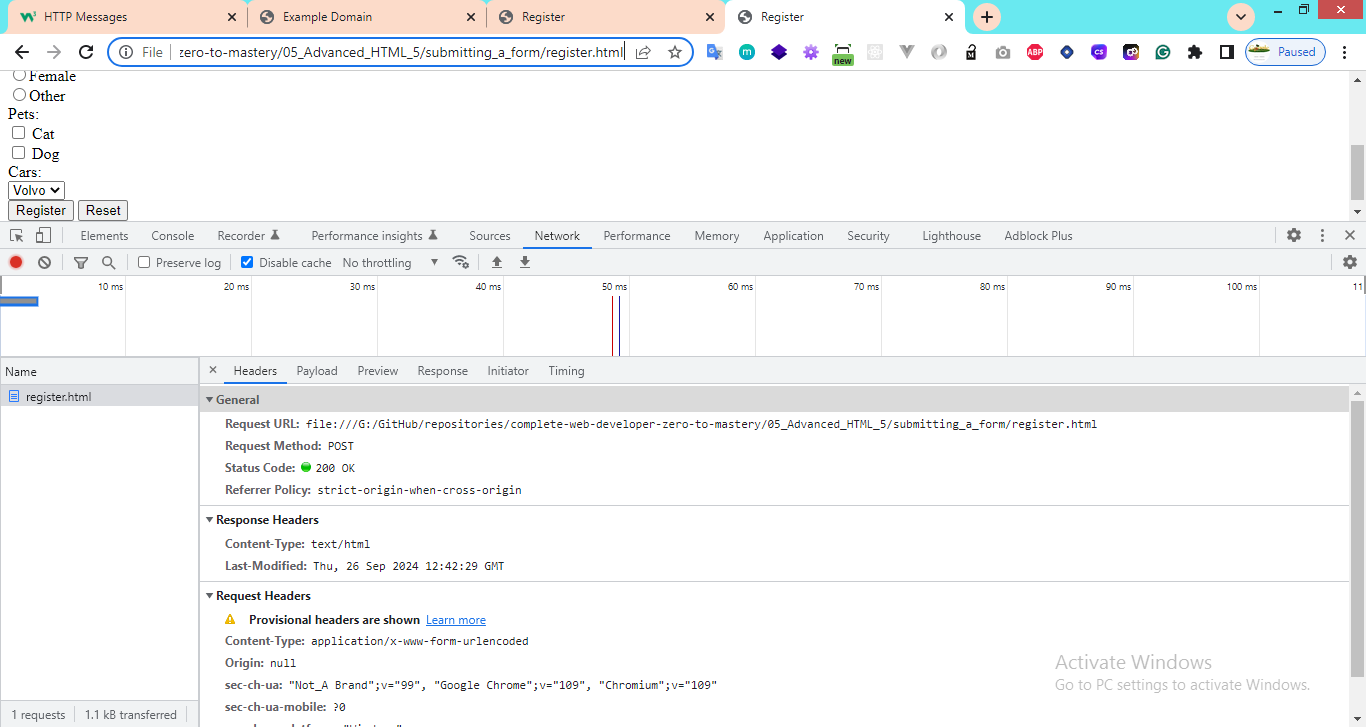 HTTP Messages
Example Domain
Register
Register
File zero-to-mastery/05_Advanced_HTML_5/submitting_a_form/register.html
new
ABP
Paused
Female
Other
Pets:
Cat
Dog
Cars:
Volvo
Register Reset
Elements Console Recorder Performance insights Sources Network Performance Memory Application Security Lighthouse Adblock Plus
Preserve log Disable cache No throttling
10 ms 20 ms 30 ms 40 ms 50 ms 60 ms 70 ms 80 ms 90 ms 100 ms 11
Name
register.html
Headers Payload Preview Response Initiator Timing
General
Request URL: file:///G:/GitHub/repositories/complete-web-developer-zero-to-mastery/05_Advanced_HTML_5/submitting_a_form/register.html
Request Method: POST
Status Code: 200 OK
Referrer Policy: strict-origin-when-cross-origin
Response Headers
Content-Type: text/html
Last-Modified: Thu, 26 Sep 2024 12:42:29 GMT
Request Headers
Provisional headers are shown Learn more
Content-Type: application/x-www-form-urlencoded
Origin: null
sec-ch-ua: "Not_A Brand";v="99", "Google Chrome";v="109", "Chromium";v="109"
sec-ch-ua-mobile: ?0
Activate Windows
Go to PC settings to activate Windows.
1 requests 1.1 kB transferred